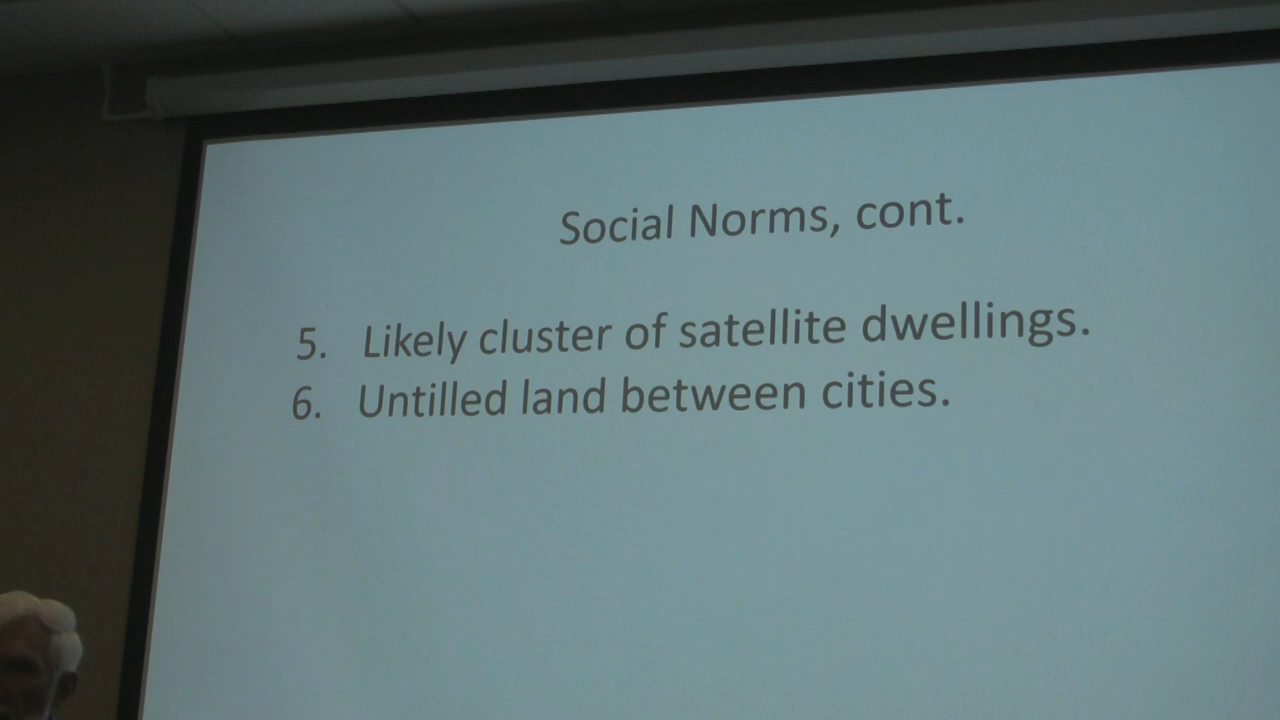 Social Norms, cont.
5. Likely cluster of satellite dwellings.
6. Untilled land between cities.